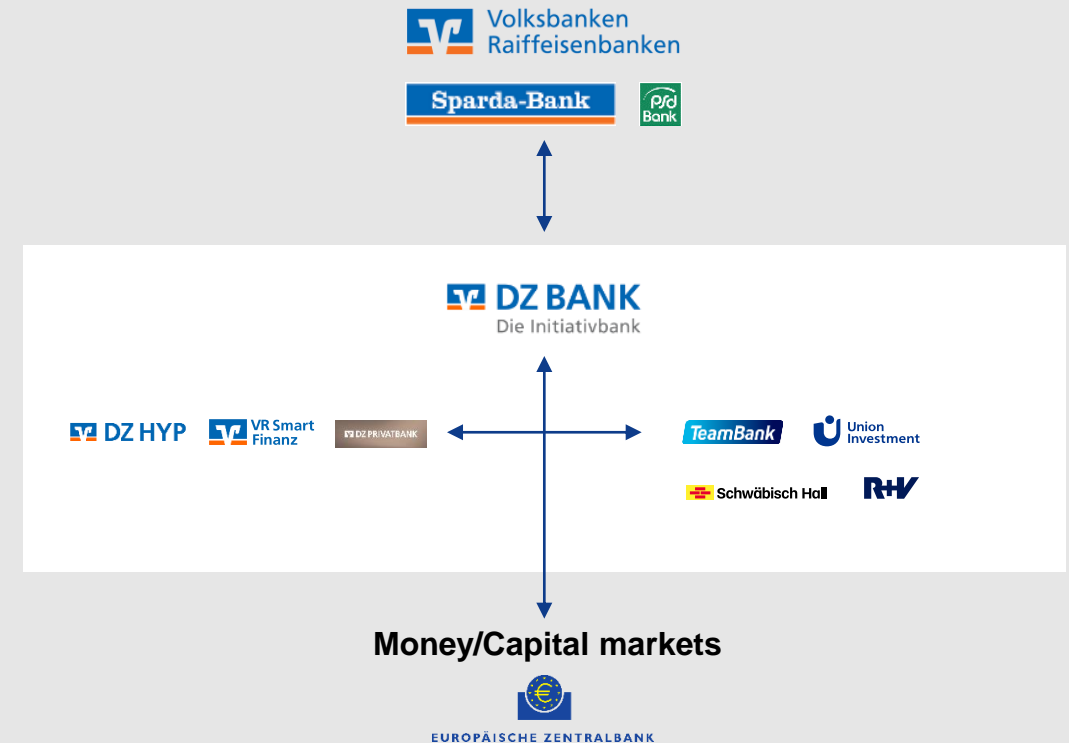 Volksbanken
Raiffeisenbanken
Sparda-Bank
PSD
Bank
DZ BANK
Die Initiativbank
DZ HYP
VR Smart
Finanz
DZ PRIVATBANK
TeamBank
Union
Investment
Schwäbisch Hall
R+V
Money/Capital markets
EUROPÄISCHE ZENTRALBANK